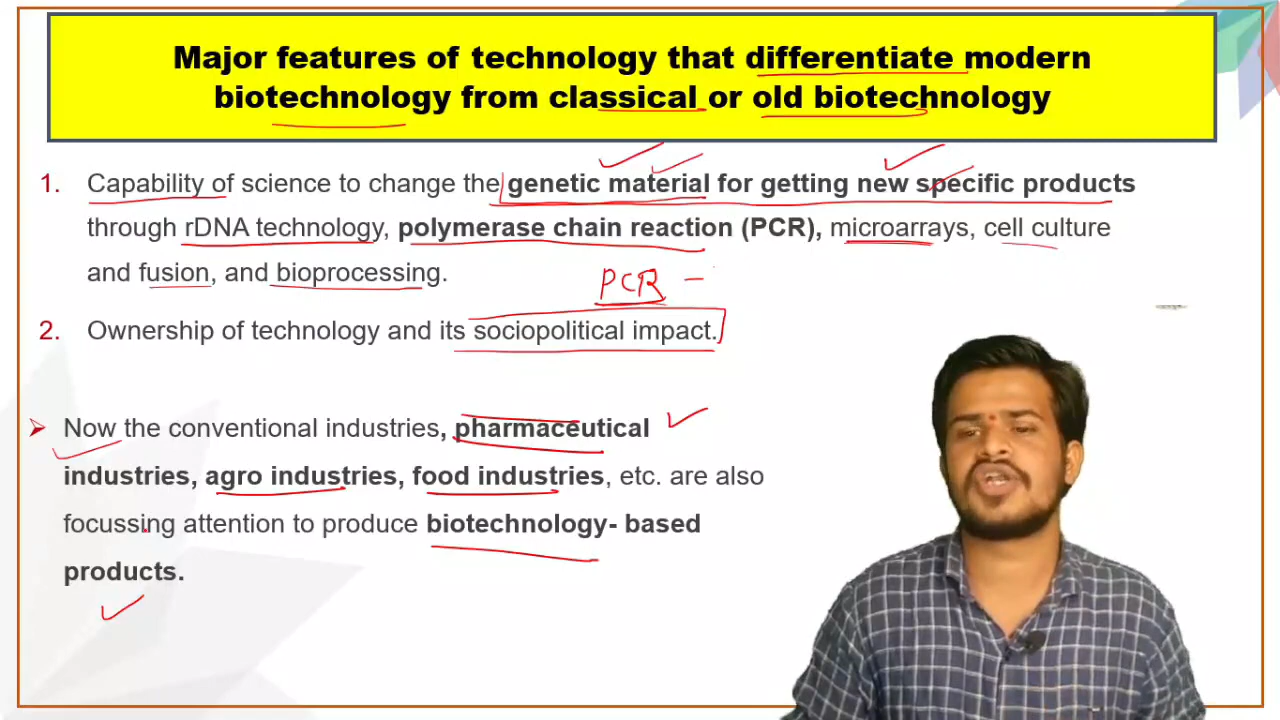 Major features of technology that differentiate modern
biotechnology from classical or old biotechnology
1. Capability of science to change the genetic material for getting new specific products
through rDNA technology, polymerase chain reaction (PCR), microarrays, cell culture
and fusion, and bioprocessing.
PCR -
2. Ownership of technology and its sociopolitical impact.
➢ Now the conventional industries, pharmaceutical
industries, agro industries, food industries, etc. are also
focussing attention to produce biotechnology- based
products.